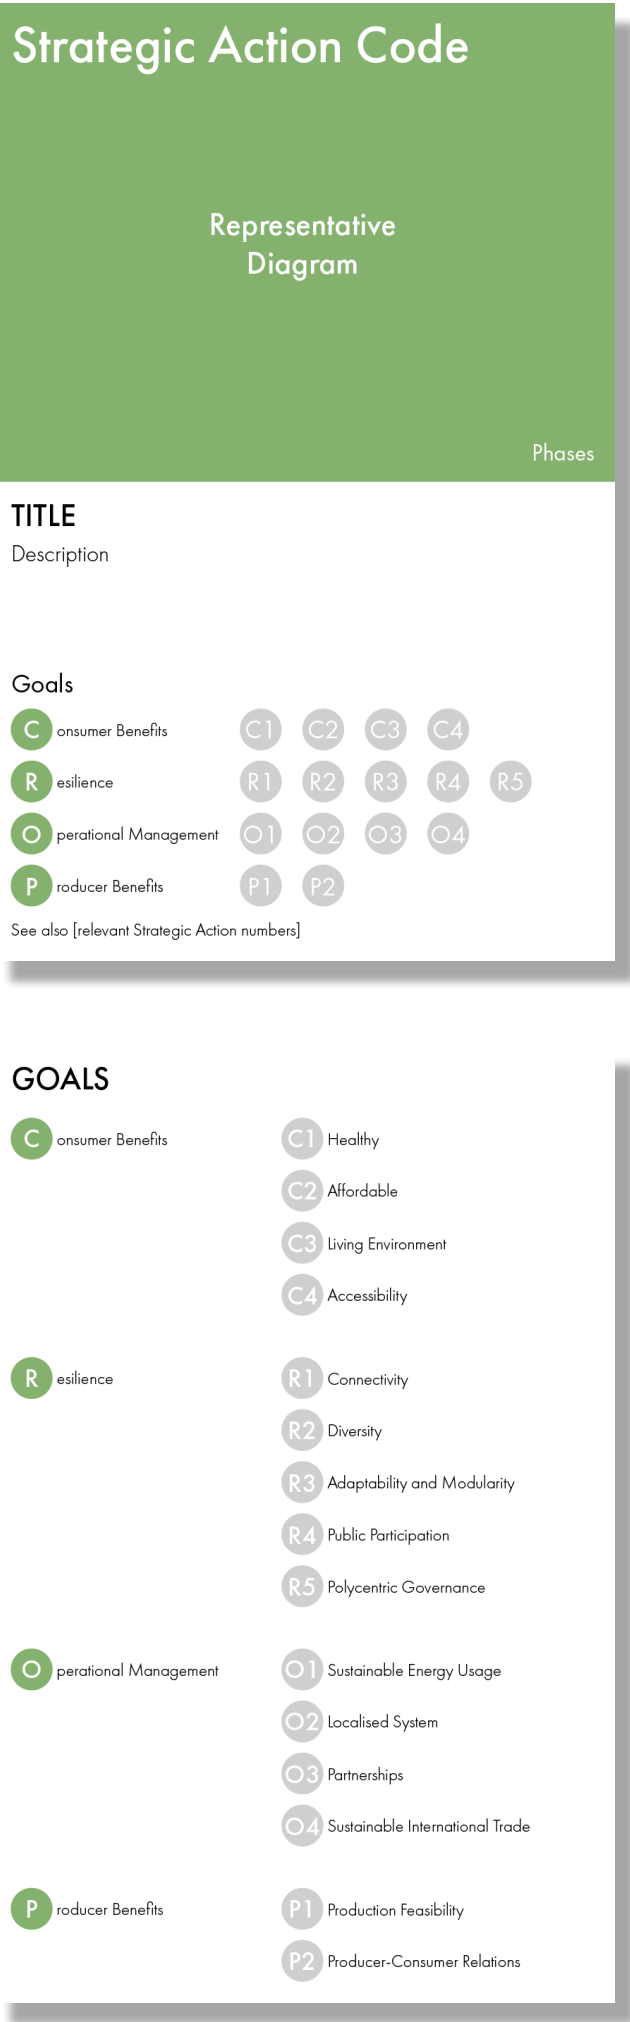 Strategic Action Code
Representative
Diagram
Phases
TITLE
Description
Goals
C onsumer Benefits C1 C2 C3 C4
R esilience R1 R2 R3 R4 R5
O perational Management O1 O2 O3 O4
P roducer Benefits P1 P2
See also [relevant Strategic Action numbers]
GOALS
C onsumer Benefits C1 Healthy
C2 Affordable
C3 Living Environment
C4 Accessibility
R esilience R1 Connectivity
R2 Diversity
R3 Adaptability and Modularity
R4 Public Participation
R5 Polycentric Governance
O perational Management O1 Sustainable Energy Usage
O2 Localised System
O3 Partnerships
O4 Sustainable International Trade
P roducer Benefits P1 Production Feasibility
P2 Producer-Consumer Relations